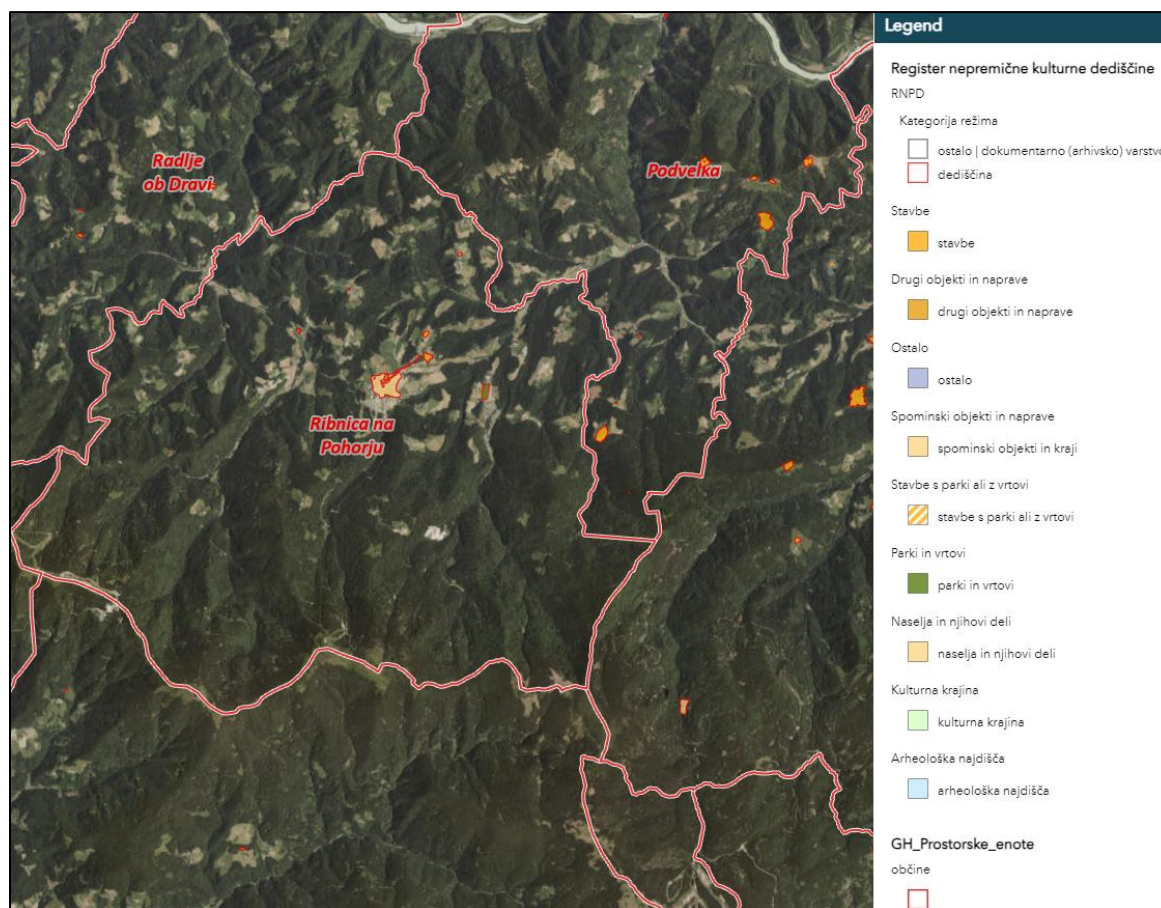 Radlje
ob Dravi
Podvelka
Ribnica na
Pohorju
Legend
Register nepremične kulturne dediščine
RNPD
Kategorija režima
ostalo | dokumentarno (arhivsko) varstvo
dediščina
Stavbe
stavbe
Drugi objekti in naprave
drugi objekti in naprave
Ostalo
ostalo
Spominski objekti in naprave
spominski objekti in kraji
Stavbe s parki ali z vrtovi
stavbe s parki ali z vrtovi
Parki in vrtovi
parki in vrtovi
Naselja in njihovi deli
naselja in njihovi deli
Kulturna krajina
kulturna krajina
Arheološka najdišča
arheološka najdišča
GH_Prostorske_enote
občine